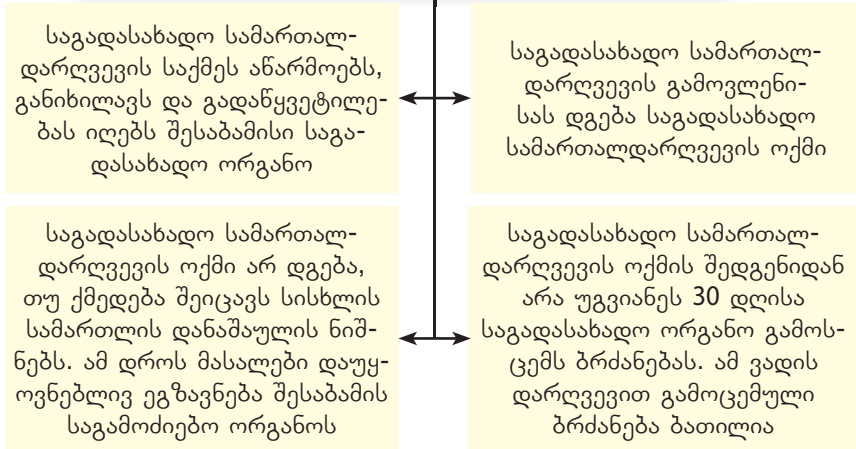 საგადასახადო სამართალ-
დარღვევის საქმეს აწარმოებს,
განიხილავს და გადაწყვეტილე-
ბას იღებს შესაბამისი საგა-
დასახადო ორგანო
საგადასახადო სამართალ-
დარღვევის გამოვლენი-
სას დგება საგადასახადო
სამართალდარღვევის ოქმი
საგადასახადო სამართალ-
დარღვევის ოქმი არ დგება,
თუ ქმედება შეიცავს სისხლის
სამართლის დანაშაულის ნიშ-
ნებს. ამ დროს მასალები დაუყ-
ოვნებლივ ეგზავნება შესაბამის
საგამოძიებო ორგანოს
საგადასახადო სამართალ-
დარღვევის ოქმის შედგენიდან
არა უგვიანეს 30 დღისა
საგადასახადო ორგანო გამოს-
ცემს ბრძანებას. ამ ვადის
დარღვევით გამოცემული
ბრძანება ბათილია